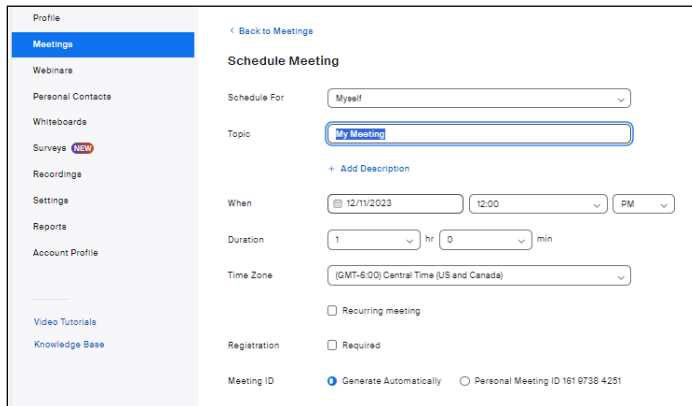 Profile
Meetings
Webinars
Personal Contacts
Whiteboards
Surveys NEW
Recordings
Settings
Reports
Account Profile
Video Tutorials
Knowledge Base
< Back to Meetings
Schedule Meeting
Schedule For Myself
Topic My Meeting
+ Add Description
When 12/11/2023 12:00 PM
Duration 1 hr 0 min
Time Zone (GMT-6:00) Central Time (US and Canada)
Recurring meeting
Registration Required
Meeting ID Generate Automatically Personal Meeting ID 161 9738 4251